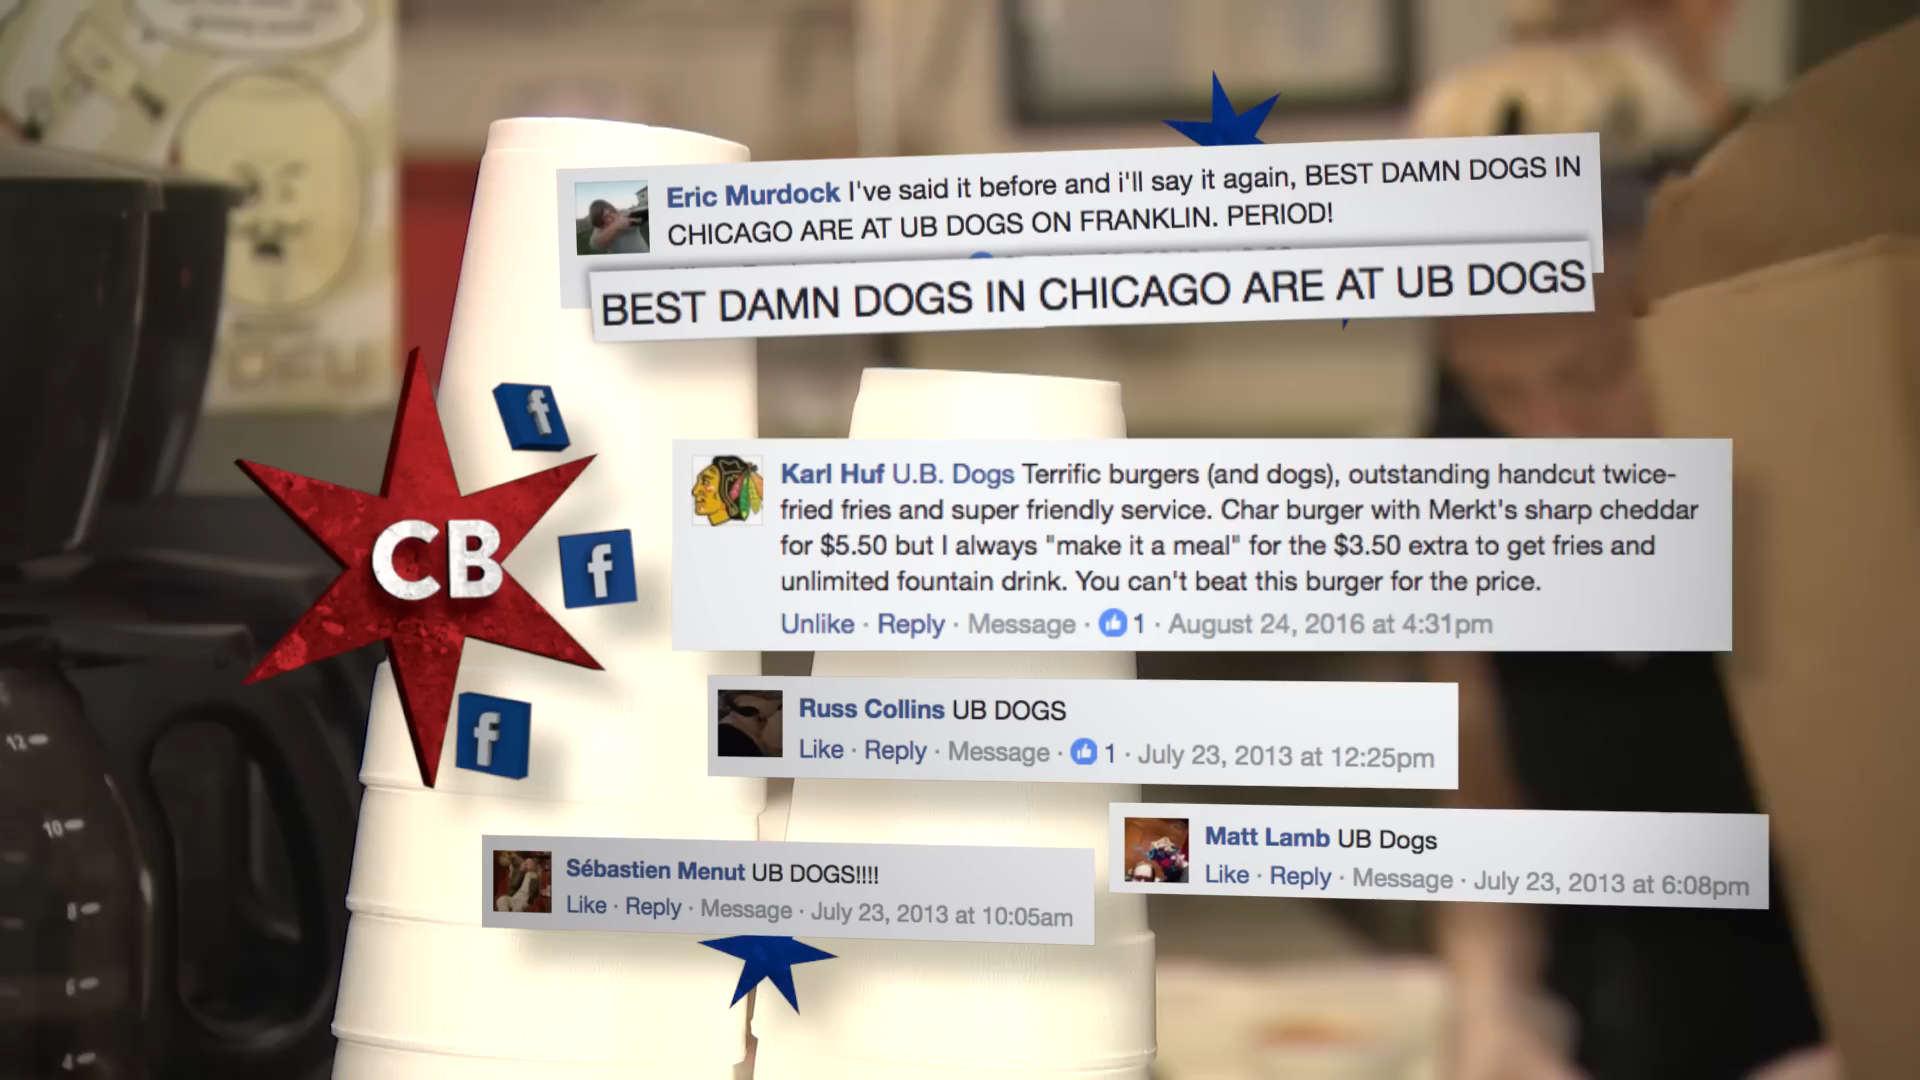 Eric Murdock I've said it before and i'll say it again, BEST DAMN DOGS IN
CHICAGO ARE AT UB DOGS ON FRANKLIN. PERIOD!
BEST DAMN DOGS IN CHICAGO ARE AT UB DOGS
f
CB
f
f
Karl Huf U.B. Dogs Terrific burgers (and dogs), outstanding handcut twice-
fried fries and super friendly service. Char burger with Merkt's sharp cheddar
for $5.50 but I always "make it a meal" for the $3.50 extra to get fries and
unlimited fountain drink. You can't beat this burger for the price.
Unlike · Reply · Message · 1 · August 24, 2016 at 4:31pm
Russ Collins UB DOGS
Like · Reply · Message · 1 · July 23, 2013 at 12:25pm
Matt Lamb UB Dogs
Like · Reply · Message · July 23, 2013 at 6:08pm
Sébastien Menut UB DOGS!!!!
Like · Reply · Message · July 23, 2013 at 10:05am
12
10
8
6
4